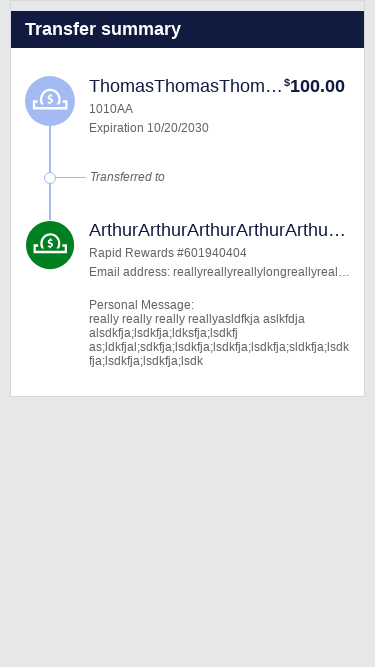 Transfer summary
ThomasThomasThom… $100.00
1010AA
Expiration 10/20/2030
Transferred to
ArthurArthurArthurArthurArthu…
Rapid Rewards #601940404
Email address: reallyreallyreallylongreallyreal…
Personal Message:
really really really reallyasldfkja aslkfdja
alsdkfja;lsdkfja;ldksfja;lsdkfj
as;ldkfjal;sdkfja;lsdkfja;lsdkfja;lsdkfja;sldkfja;lsdk
fja;lsdkfja;lsdkfja;lsdk